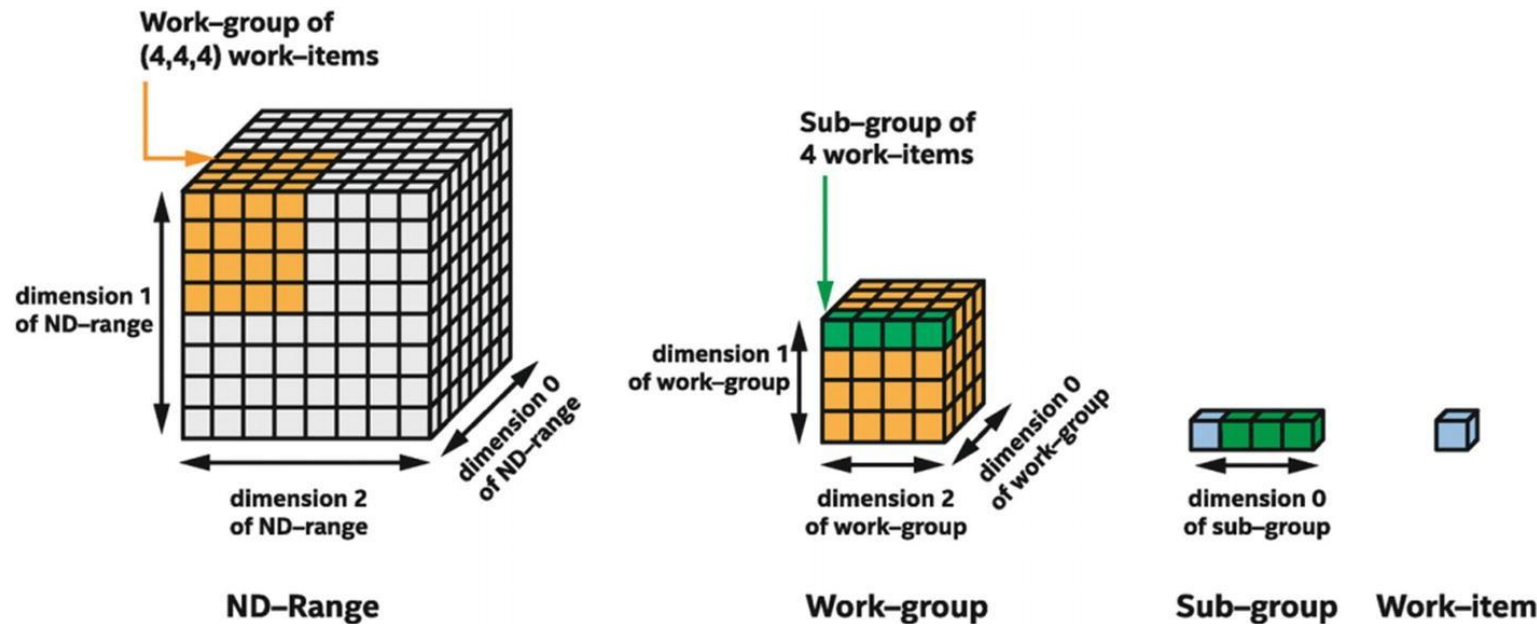 Work–group of
(4,4,4) work–items
dimension 1
of ND–range
dimension 2
of ND–range
dimension 0
of ND–range
ND–Range
Sub–group of
4 work–items
dimension 1
of work–group
dimension 2
of work–group
dimension 0
of work–group
Work–group
dimension 0
of sub–group
Sub–group
Work–item